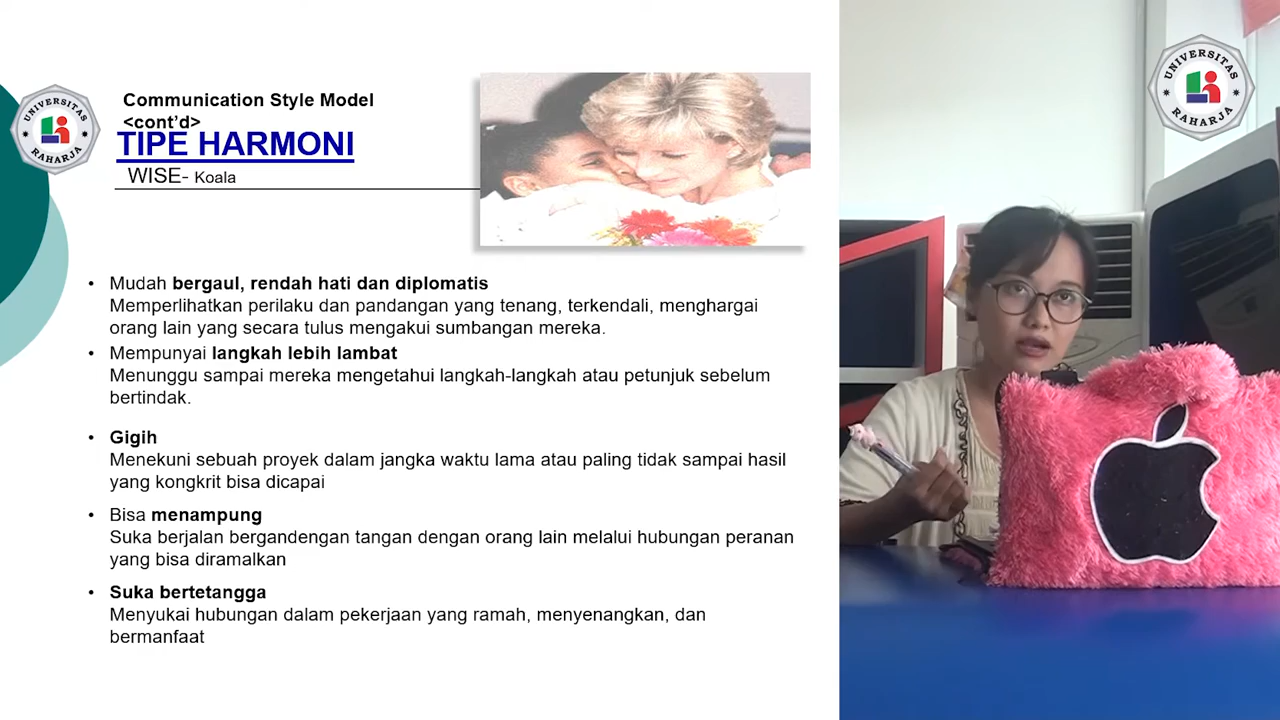 UNIVERSITAS
RAHARJA
Communication Style Model
<cont'd>
TIPE HARMONI
WISE- Koala
• Mudah bergaul, rendah hati dan diplomatis
Memperlihatkan perilaku dan pandangan yang tenang, terkendali, menghargai
orang lain yang secara tulus mengakui sumbangan mereka.
• Mempunyai langkah lebih lambat
Menunggu sampai mereka mengetahui langkah-langkah atau petunjuk sebelum
bertindak.
• Gigih
Menekuni sebuah proyek dalam jangka waktu lama atau paling tidak sampai hasil
yang kongkrit bisa dicapai
• Bisa menampung
Suka berjalan bergandengan tangan dengan orang lain melalui hubungan peranan
yang bisa diramalkan
• Suka bertetangga
Menyukai hubungan dalam pekerjaan yang ramah, menyenangkan, dan
bermanfaat
UNIVERSITAS
RAHARJA